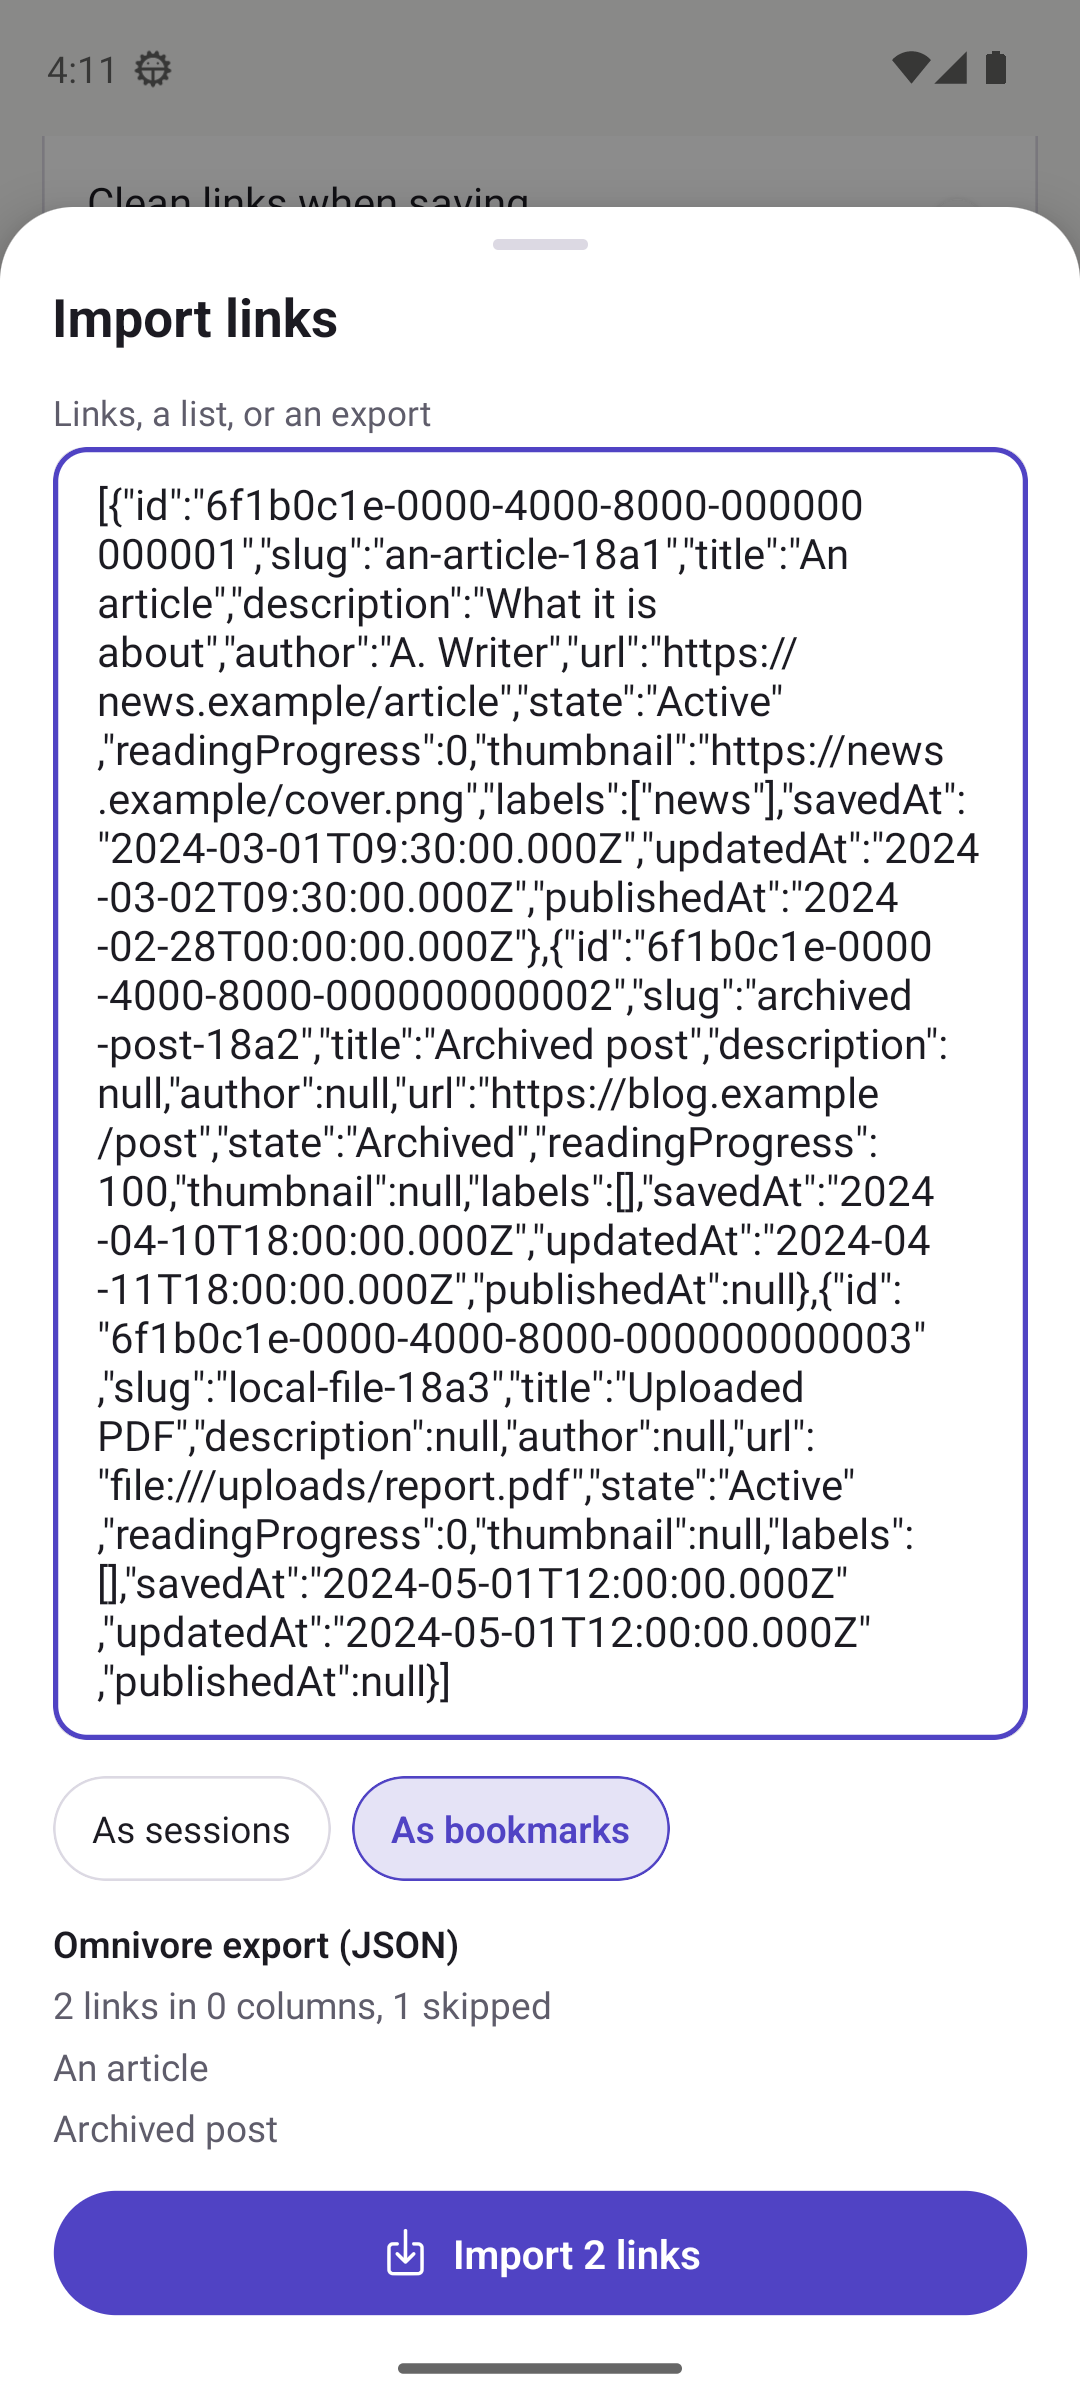 4:11
Clean links when saving
Import links
Links, a list, or an export
[{"id":"6f1b0c1e-0000-4000-8000-000000
000001","slug":"an-article-18a1","title":"An
article","description":"What it is
about","author":"A. Writer","url":"https://
news.example/article","state":"Active"
,"readingProgress":0,"thumbnail":"https://news
.example/cover.png","labels":["news"],"savedAt":
"2024-03-01T09:30:00.000Z","updatedAt":"2024
-03-02T09:30:00.000Z","publishedAt":"2024
-02-28T00:00:00.000Z"},{"id":"6f1b0c1e-0000
-4000-8000-000000000002","slug":"archived
-post-18a2","title":"Archived post","description":
null,"author":null,"url":"https://blog.example
/post","state":"Archived","readingProgress":
100,"thumbnail":null,"labels":[],"savedAt":"2024
-04-10T18:00:00.000Z","updatedAt":"2024-04
-11T18:00:00.000Z","publishedAt":null},{"id":
"6f1b0c1e-0000-4000-8000-000000000003"
,"slug":"local-file-18a3","title":"Uploaded
PDF","description":null,"author":null,"url":
"file:///uploads/report.pdf","state":"Active"
,"readingProgress":0,"thumbnail":null,"labels":
[],"savedAt":"2024-05-01T12:00:00.000Z"
,"updatedAt":"2024-05-01T12:00:00.000Z"
,"publishedAt":null}]
As sessions
As bookmarks
Omnivore export (JSON)
2 links in 0 columns, 1 skipped
An article
Archived post
Import 2 links